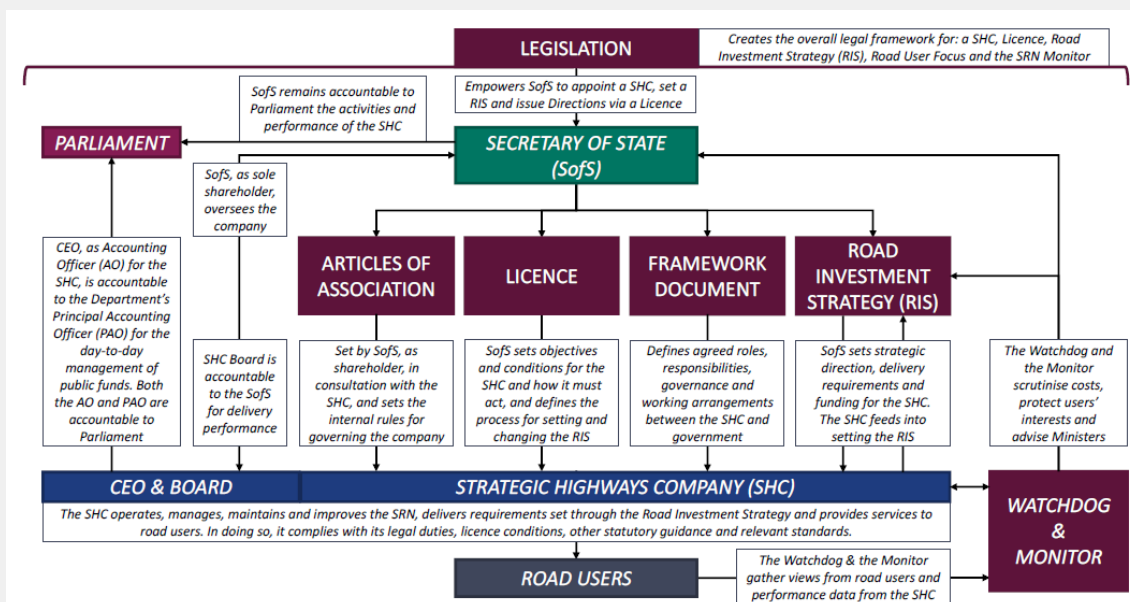 LEGISLATION
Creates the overall legal framework for: a SHC, Licence, Road
Investment Strategy (RIS), Road User Focus and the SRN Monitor
SofS remains accountable to
Parliament the activities and
performance of the SHC
Empowers SofS to appoint a SHC, set a
RIS and issue Directions via a Licence
PARLIAMENT
SECRETARY OF STATE
(SofS)
SofS, as sole
shareholder,
oversees the
company
CEO, as Accounting
Officer (AO) for the
SHC, is accountable
to the Department's
Principal Accounting
Officer (PAO) for the
day-to-day
management of
public funds. Both
the AO and PAO are
accountable to
Parliament
SHC Board is
accountable
to the SofS
for delivery
performance
ARTICLES OF
ASSOCIATION
LICENCE
FRAMEWORK
DOCUMENT
ROAD
INVESTMENT
STRATEGY (RIS)
Set by SofS, as
shareholder, in
consultation with the
SHC, and sets the
internal rules for
governing the company
SofS sets objectives
and conditions for the
SHC and how it must
act, and defines the
process for setting and
changing the RIS
Defines agreed roles,
responsibilities,
governance and
working arrangements
between the SHC and
government
SofS sets strategic
direction, delivery
requirements and
funding for the SHC.
The SHC feeds into
setting the RIS
The Watchdog and
the Monitor
scrutinise costs,
protect users'
interests and
advise Ministers
CEO & BOARD
STRATEGIC HIGHWAYS COMPANY (SHC)
The SHC operates, manages, maintains and improves the SRN, delivers requirements set through the Road Investment Strategy and provides services to
road users. In doing so, it complies with its legal duties, licence conditions, other statutory guidance and relevant standards.
WATCHDOG
&
MONITOR
ROAD USERS
The Watchdog & the Monitor
gather views from road users and
performance data from the SHC